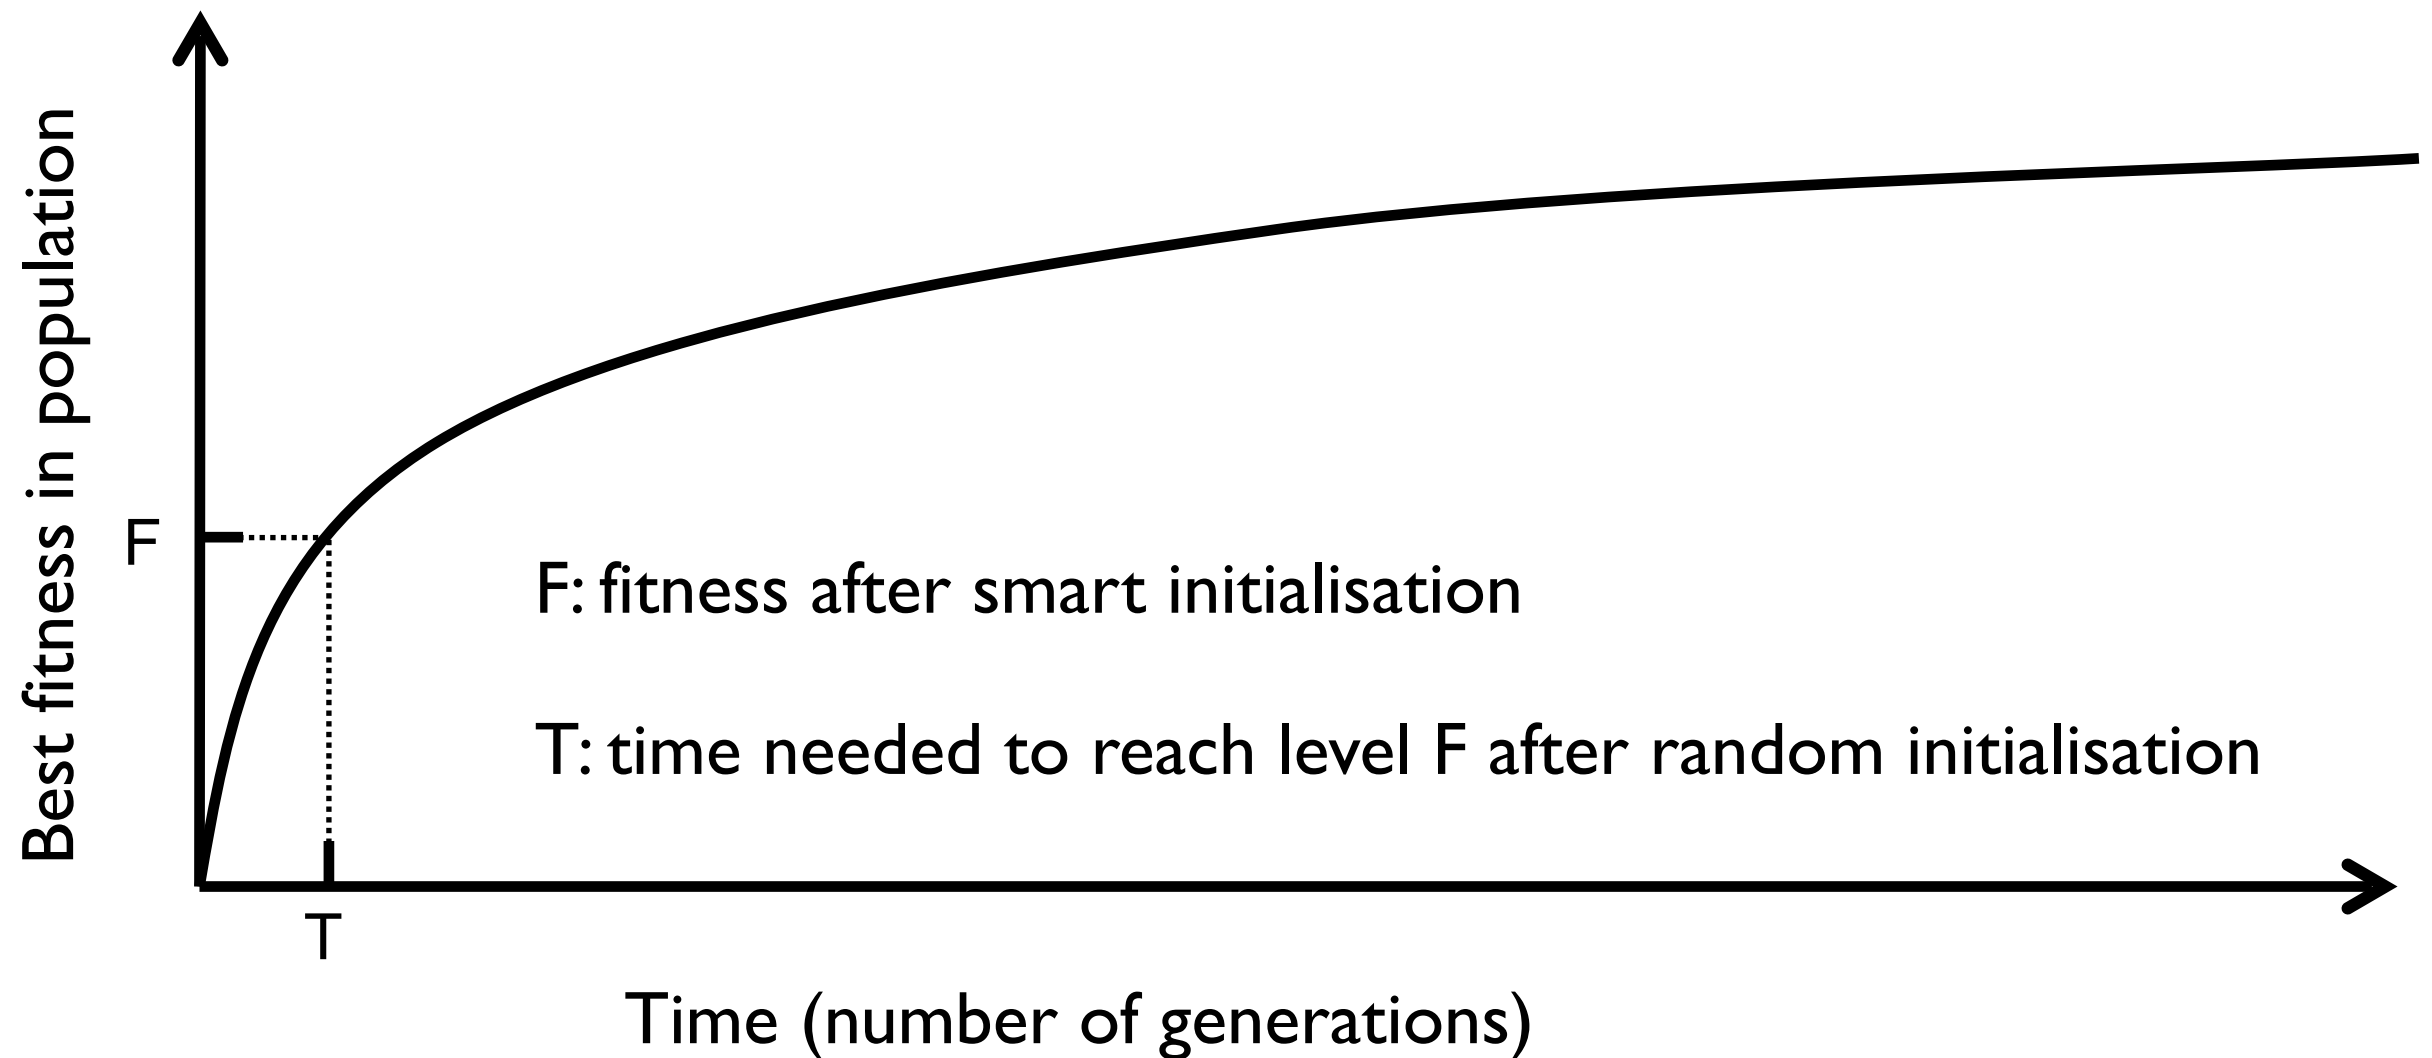 Best fitness in population
F
F: fitness after smart initialisation
T: time needed to reach level F after random initialisation
T
Time (number of generations)